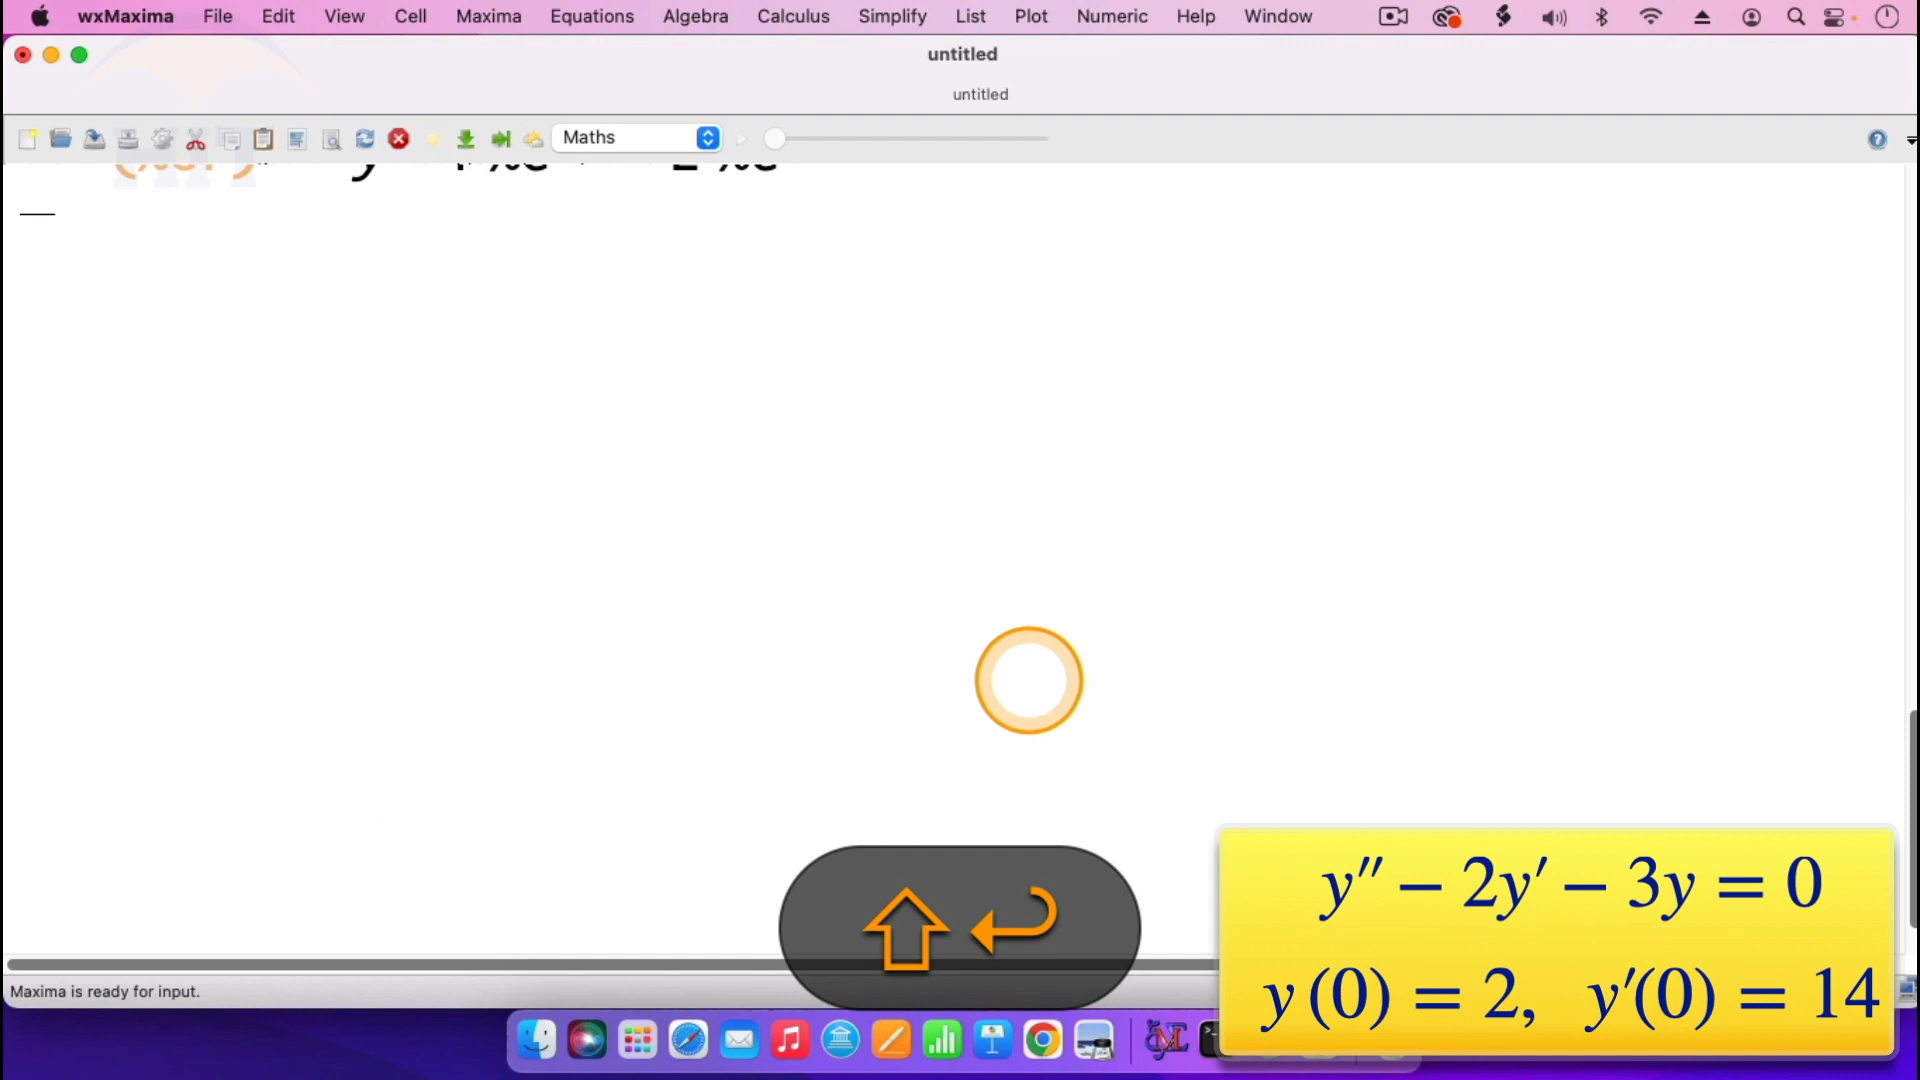 wxMaxima File Edit View Cell Maxima Equations Algebra Calculus Simplify List Plot Numeric Help Window
untitled
untitled
Maths
y″ − 2y′ − 3y = 0
y (0) = 2, y′(0) = 14
Maxima is ready for input.